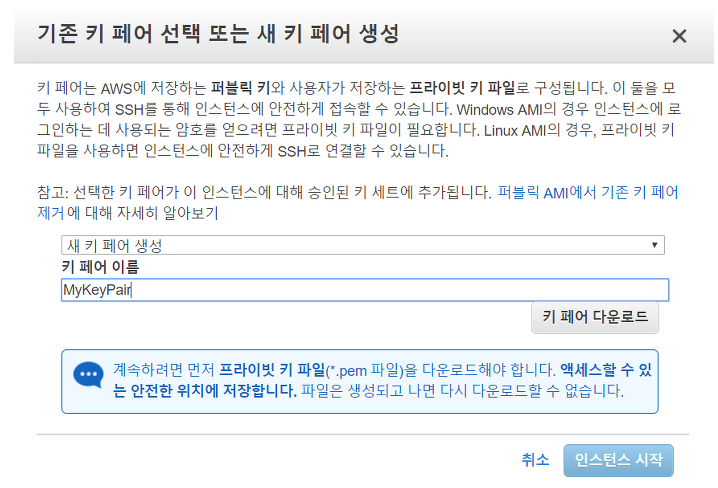 기존 키 페어 선택 또는 새 키 페어 생성
키 페어는 AWS에 저장하는 퍼블릭 키와 사용자가 저장하는 프라이빗 키 파일로 구성됩니다. 이 둘을 모
두 사용하여 SSH를 통해 인스턴스에 안전하게 접속할 수 있습니다. Windows AMI의 경우 인스턴스에 로
그인하는 데 사용되는 암호를 얻으려면 프라이빗 키 파일이 필요합니다. Linux AMI의 경우, 프라이빗 키
파일을 사용하면 인스턴스에 안전하게 SSH로 연결할 수 있습니다.
참고: 선택한 키 페어가 이 인스턴스에 대해 승인된 키 세트에 추가됩니다. 퍼블릭 AMI에서 기존 키 페어
제거에 대해 자세히 알아보기
새 키 페어 생성
키 페어 이름
MyKeyPair
키 페어 다운로드
계속하려면 먼저 프라이빗 키 파일(*.pem 파일)을 다운로드해야 합니다. 액세스할 수 있
는 안전한 위치에 저장합니다. 파일은 생성되고 나면 다시 다운로드할 수 없습니다.
취소
인스턴스 시작